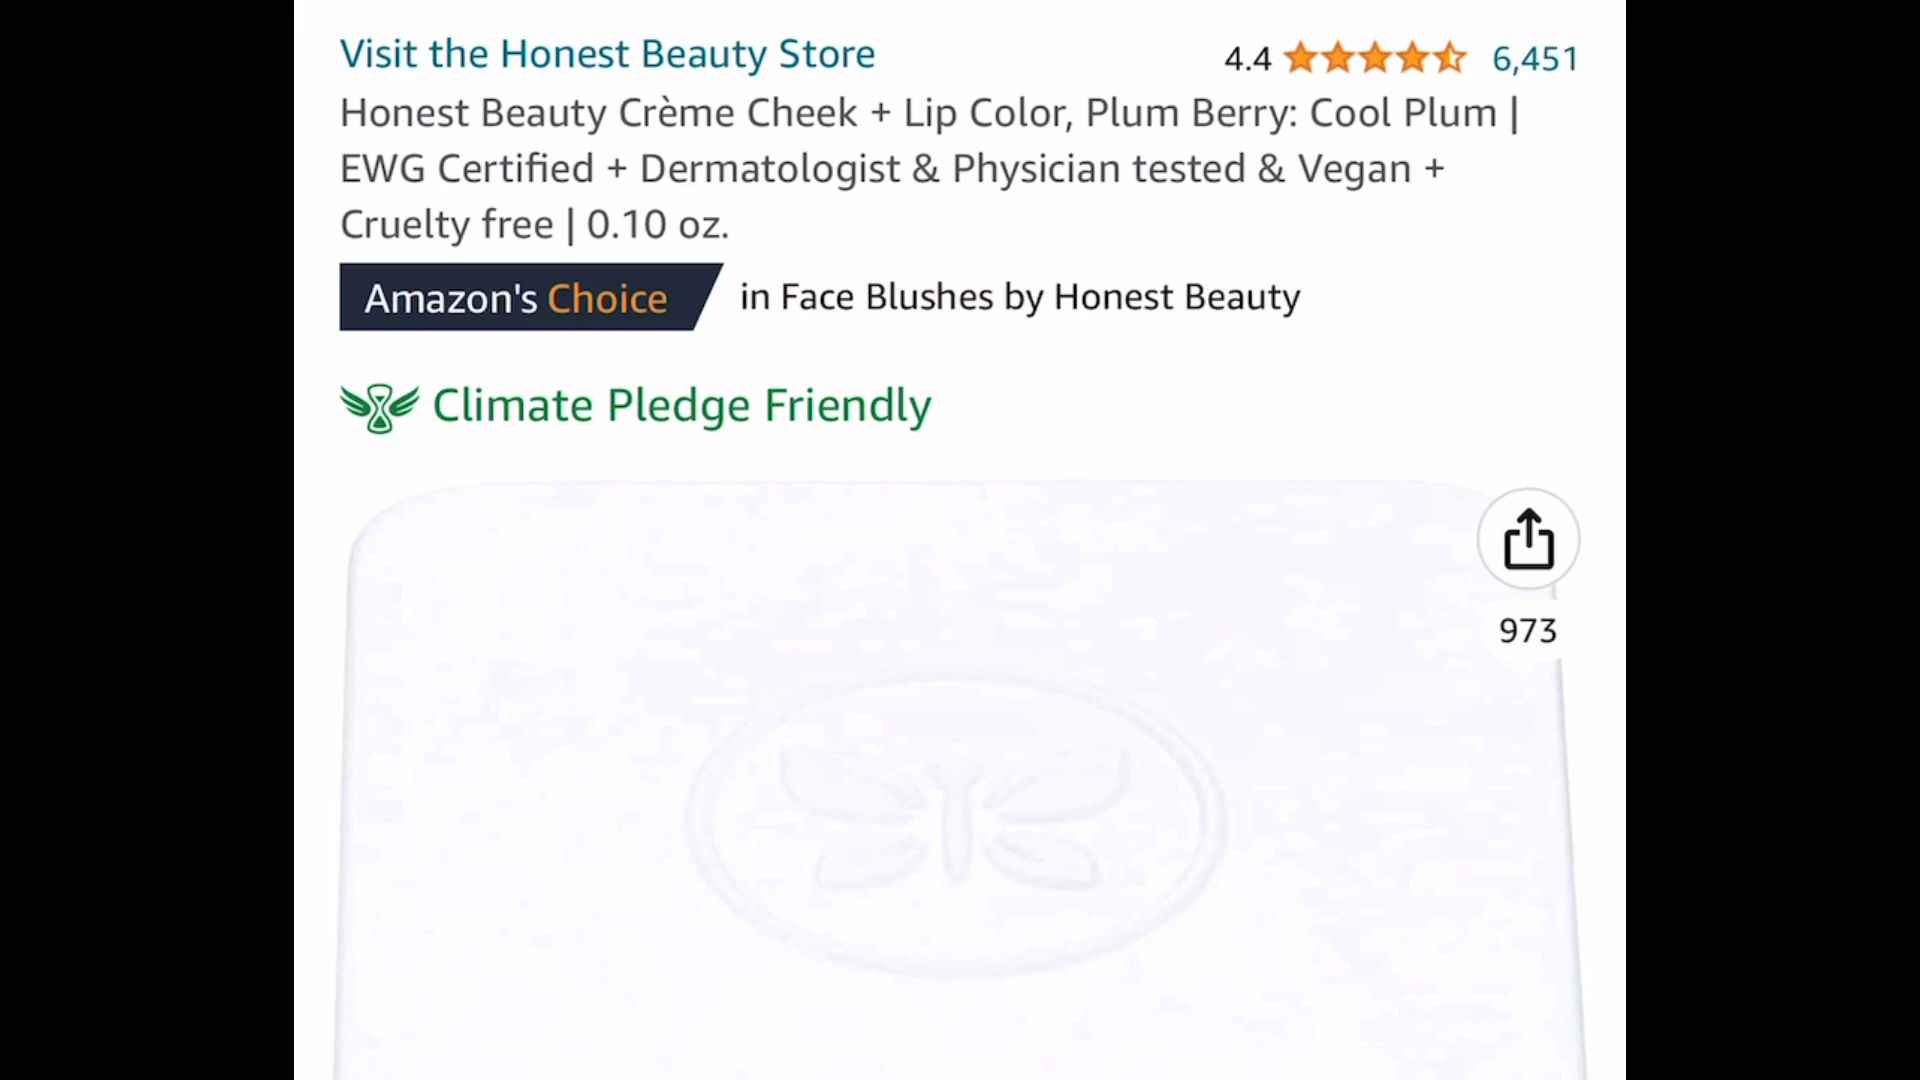 Visit the Honest Beauty Store 4.4 6,451
Honest Beauty Crème Cheek + Lip Color, Plum Berry: Cool Plum |
EWG Certified + Dermatologist & Physician tested & Vegan +
Cruelty free | 0.10 oz.
Amazon's Choice in Face Blushes by Honest Beauty
Climate Pledge Friendly
973